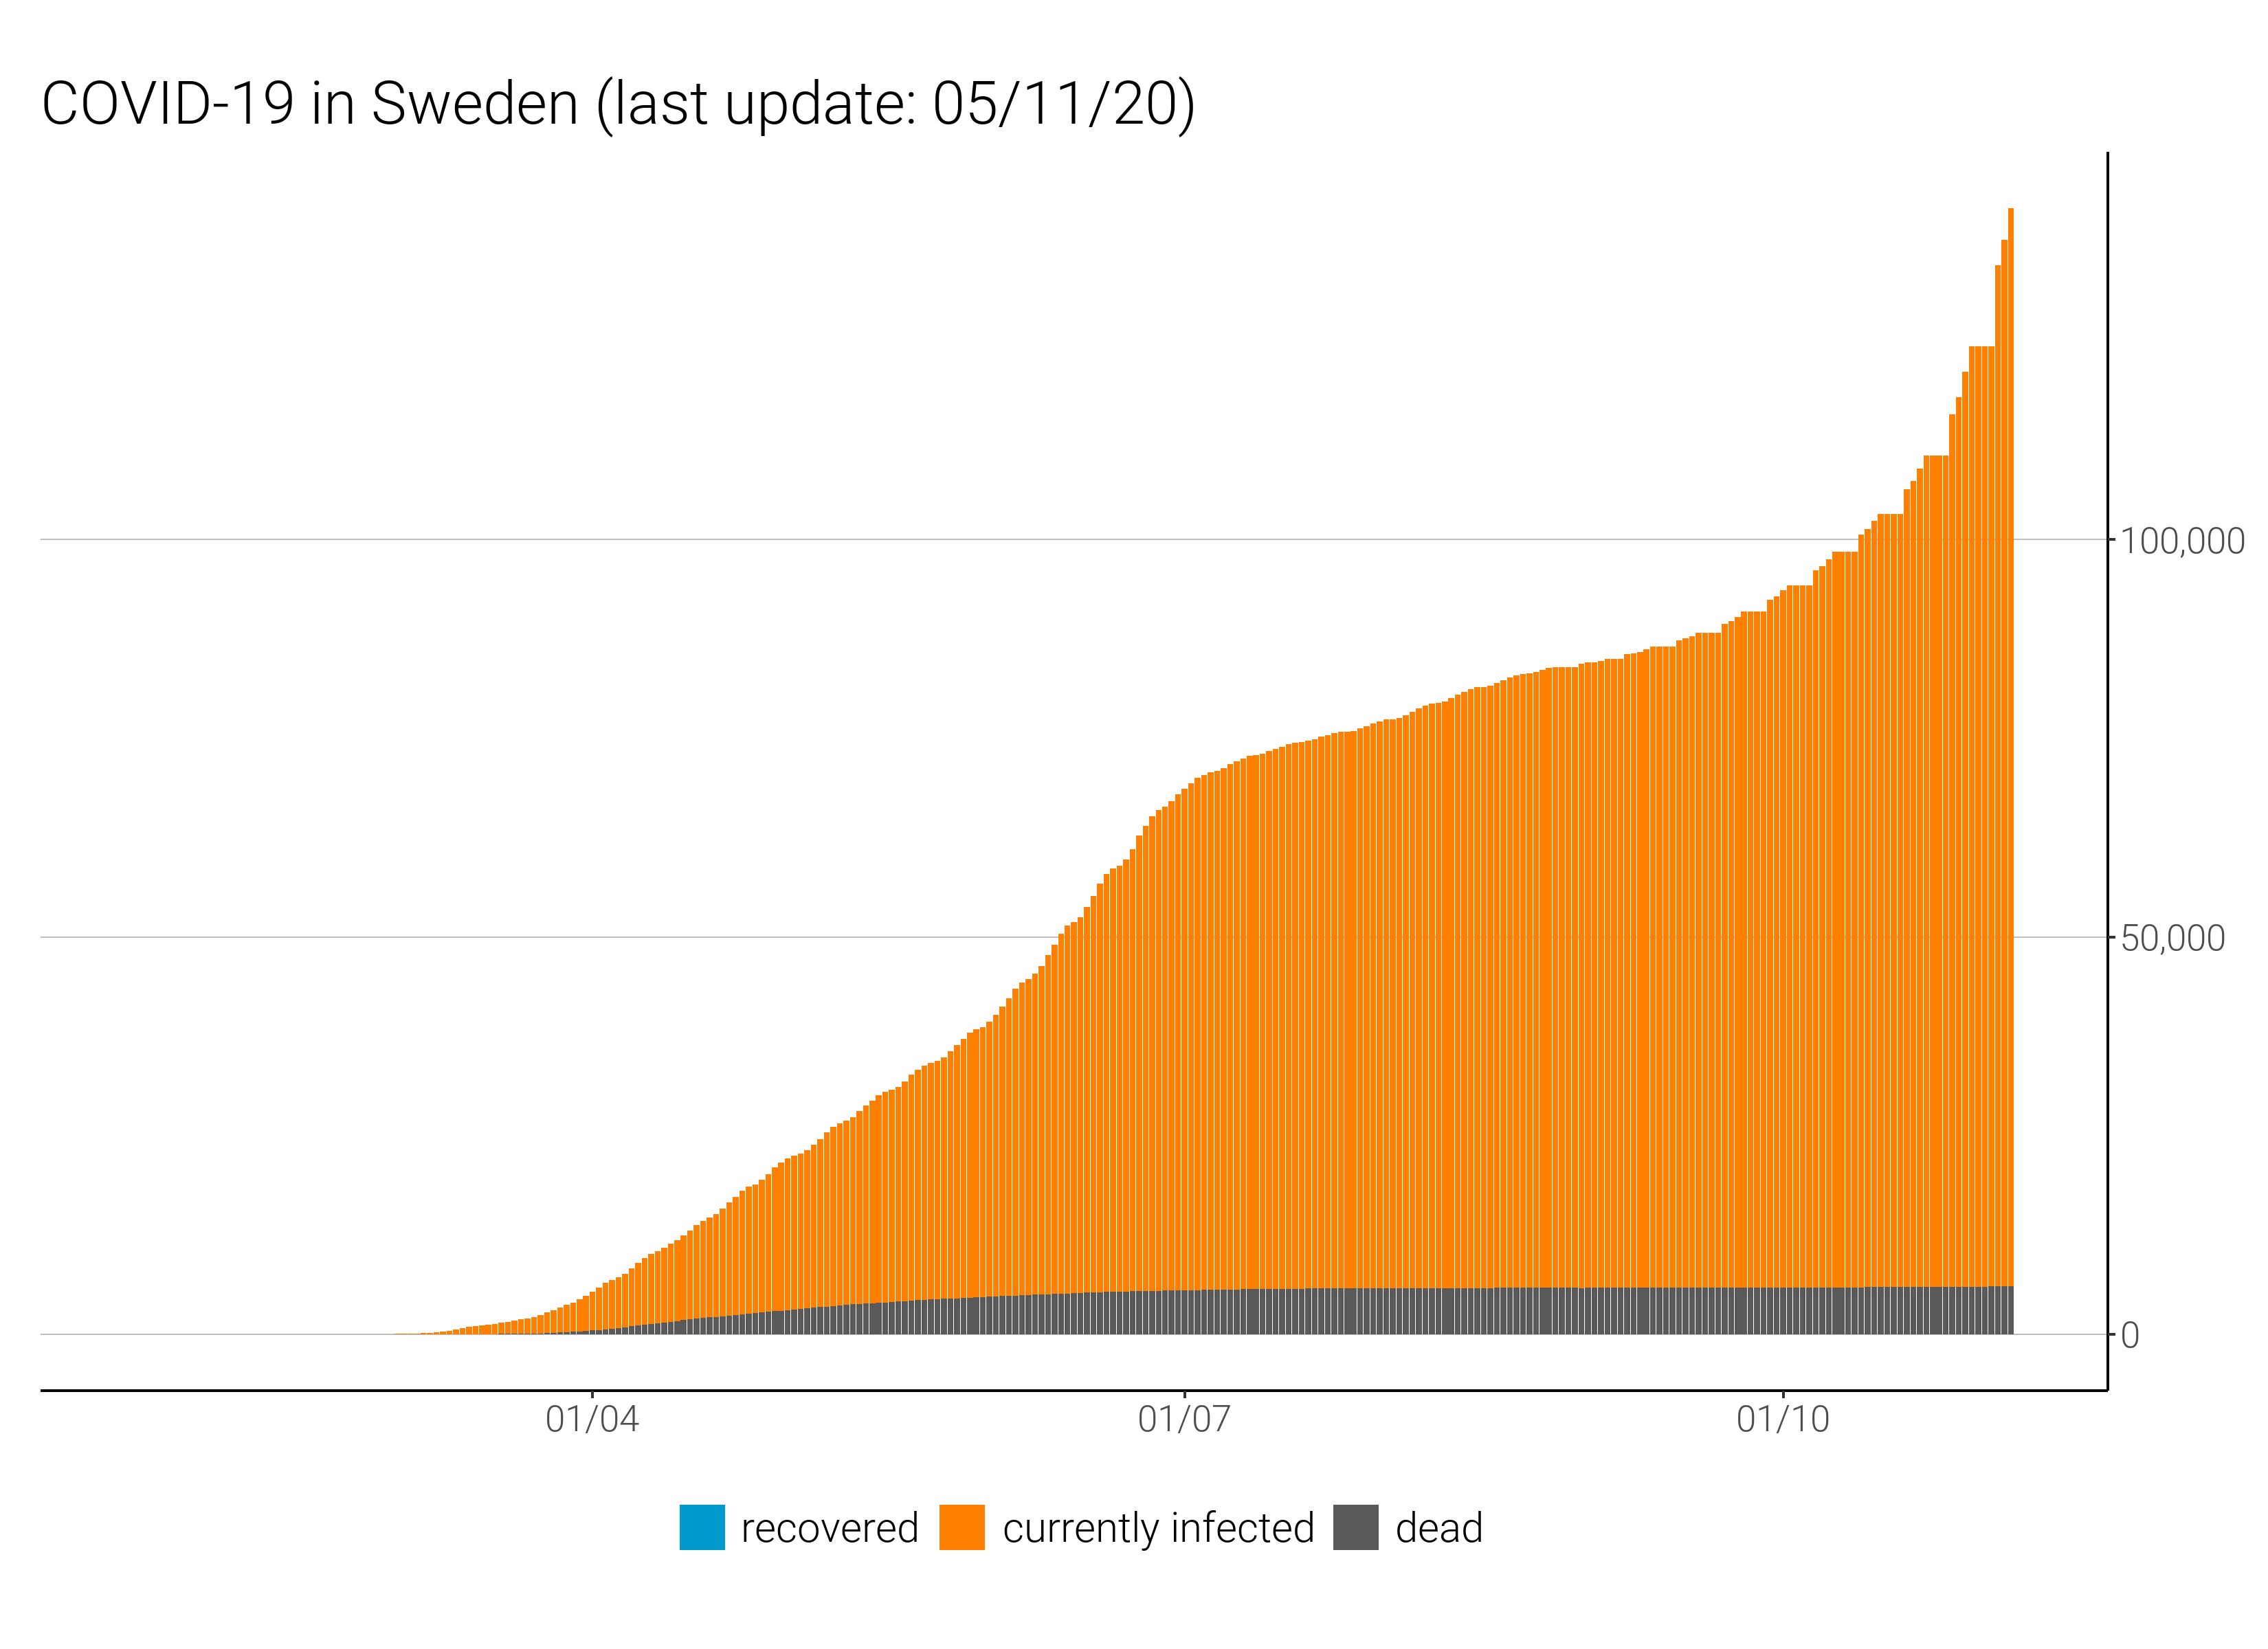 COVID-19 in Sweden (last update: 05/11/20)
100,000
50,000
0
01/04 01/07 01/10
recovered currently infected dead